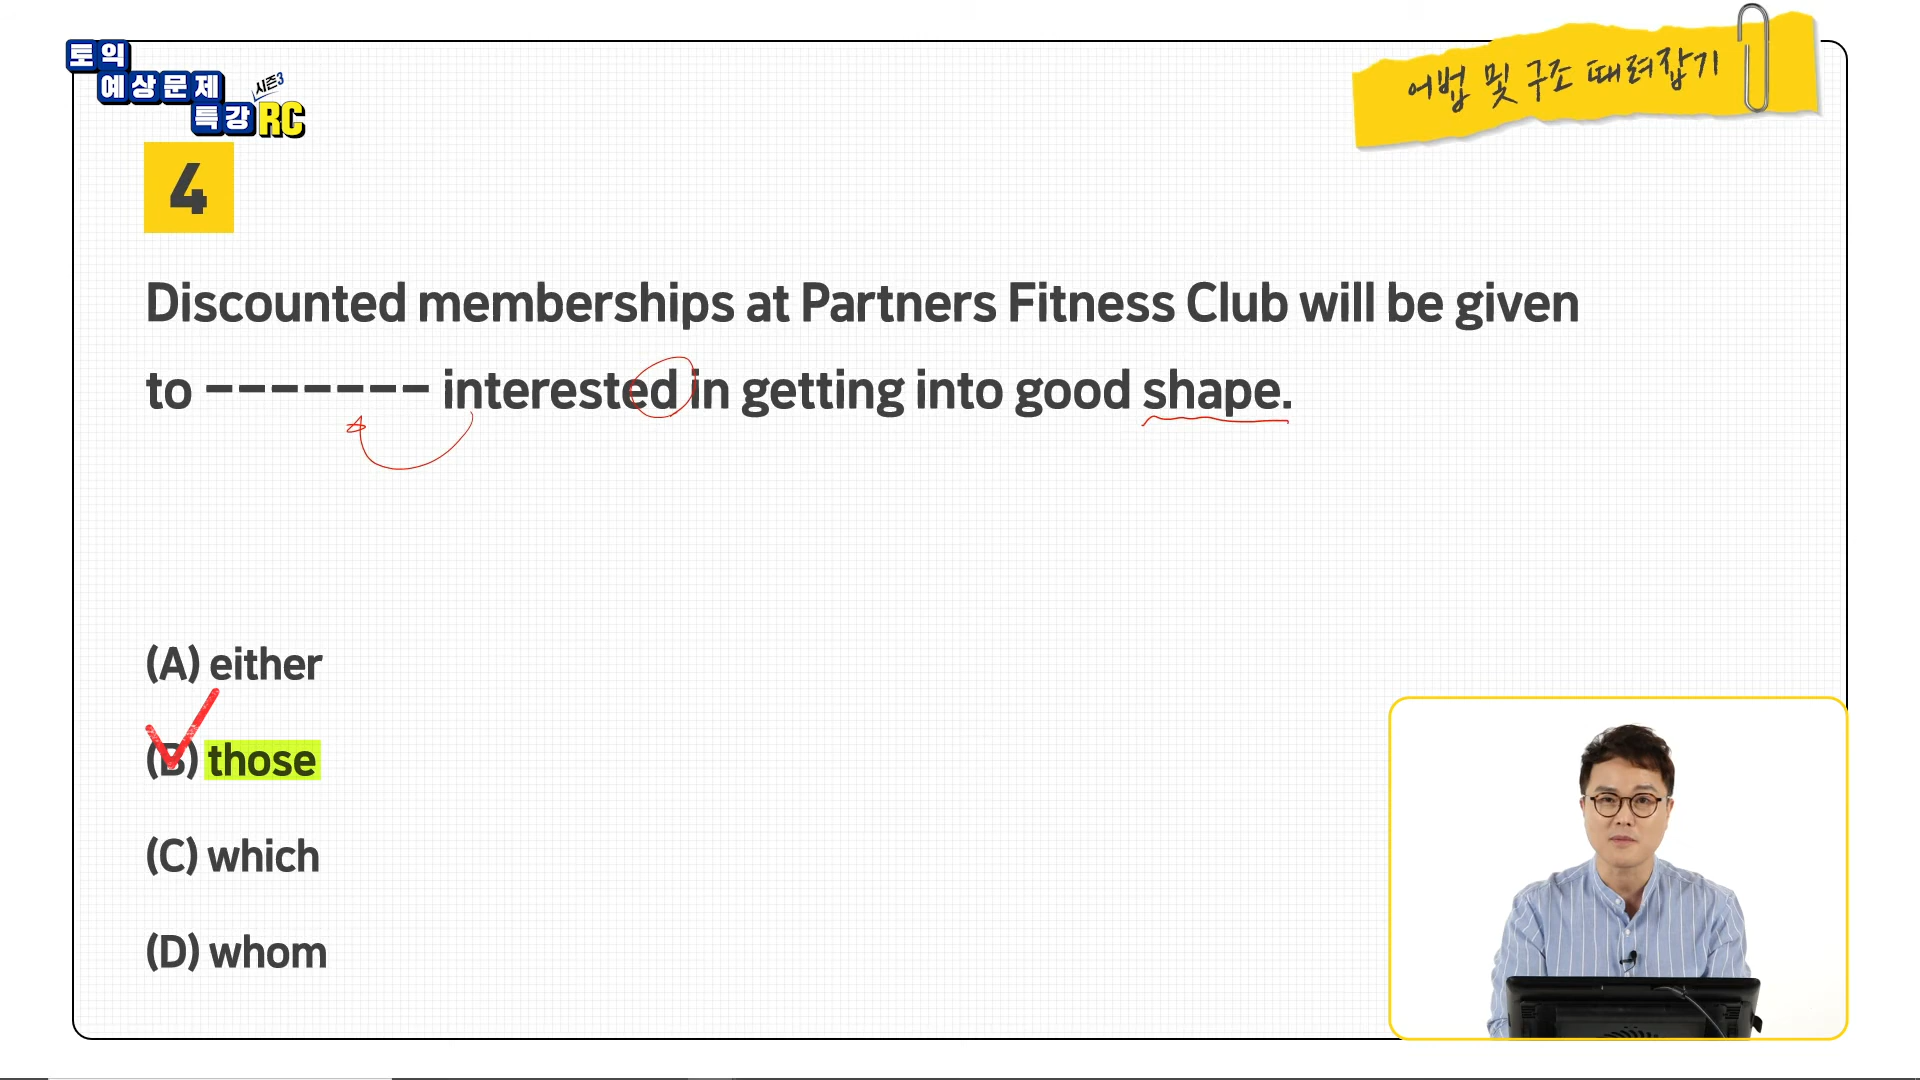 토익
예상문제
특강 RC
시즌3
어법 및 구조 때려잡기
4
Discounted memberships at Partners Fitness Club will be given
to ------- interested in getting into good shape.
(A) either
(B) those
(C) which
(D) whom